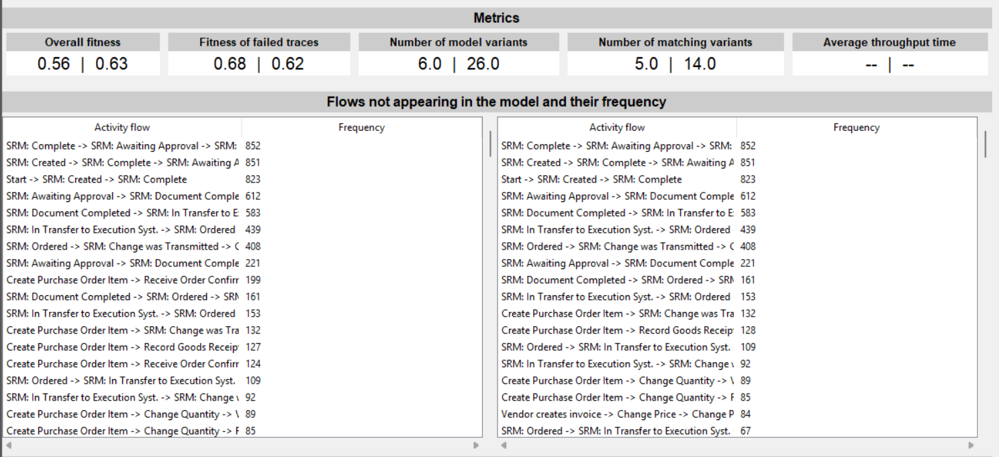 Metrics
Overall fitness Fitness of failed traces Number of model variants Number of matching variants Average throughput time
0.56 | 0.63 0.68 | 0.62 6.0 | 26.0 5.0 | 14.0 -- | --
Flows not appearing in the model and their frequency
Activity flow Frequency Activity flow Frequency
SRM: Complete -> SRM: Awaiting Approval -> SRM: 852 SRM: Complete -> SRM: Awaiting Approval -> SRM: 852
SRM: Created -> SRM: Complete -> SRM: Awaiting A 851 SRM: Created -> SRM: Complete -> SRM: Awaiting A 851
Start -> SRM: Created -> SRM: Complete 823 Start -> SRM: Created -> SRM: Complete 823
SRM: Awaiting Approval -> SRM: Document Comple 612 SRM: Awaiting Approval -> SRM: Document Comple 612
SRM: Document Completed -> SRM: In Transfer to E 583 SRM: Document Completed -> SRM: In Transfer to E 583
SRM: In Transfer to Execution Syst. -> SRM: Ordered 439 SRM: In Transfer to Execution Syst. -> SRM: Ordered 439
SRM: Ordered -> SRM: Change was Transmitted -> C 408 SRM: Ordered -> SRM: Change was Transmitted -> C 408
SRM: Awaiting Approval -> SRM: Document Comple 221 SRM: Awaiting Approval -> SRM: Document Comple 221
Create Purchase Order Item -> Receive Order Confirr 199 SRM: Document Completed -> SRM: Ordered -> SRM 161
SRM: Document Completed -> SRM: Ordered -> SRM 161 SRM: In Transfer to Execution Syst. -> SRM: Ordered 153
SRM: In Transfer to Execution Syst. -> SRM: Ordered 153 Create Purchase Order Item -> SRM: Change was Tra 132
Create Purchase Order Item -> SRM: Change was Tra 132 Create Purchase Order Item -> Record Goods Receip 128
Create Purchase Order Item -> Record Goods Receip 127 SRM: Ordered -> SRM: In Transfer to Execution Syst. 109
Create Purchase Order Item -> Receive Order Confirr 124 SRM: In Transfer to Execution Syst. -> SRM: Change 92
SRM: Ordered -> SRM: In Transfer to Execution Syst. 109 Create Purchase Order Item -> Change Quantity -> 89
SRM: In Transfer to Execution Syst. -> SRM: Change 92 Create Purchase Order Item -> Change Quantity -> 85
Create Purchase Order Item -> Change Quantity -> 89 Vendor creates invoice -> Change Price -> Change P 84
Create Purchase Order Item -> Change Quantity -> 85 SRM: Ordered -> SRM: In Transfer to Execution Syst. 67